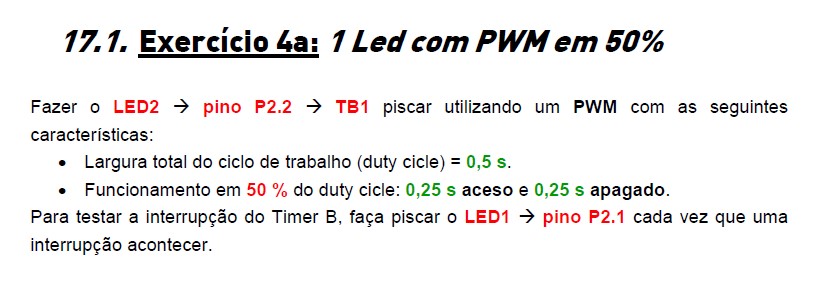 17.1. Exercício 4a: 1 Led com PWM em 50%
Fazer o LED2 → pino P2.2 → TB1 piscar utilizando um PWM com as seguintes
características:
• Largura total do ciclo de trabalho (duty cicle) = 0,5 s.
• Funcionamento em 50 % do duty cicle: 0,25 s aceso e 0,25 s apagado.
Para testar a interrupção do Timer B, faça piscar o LED1 → pino P2.1 cada vez que uma
interrupção acontecer.